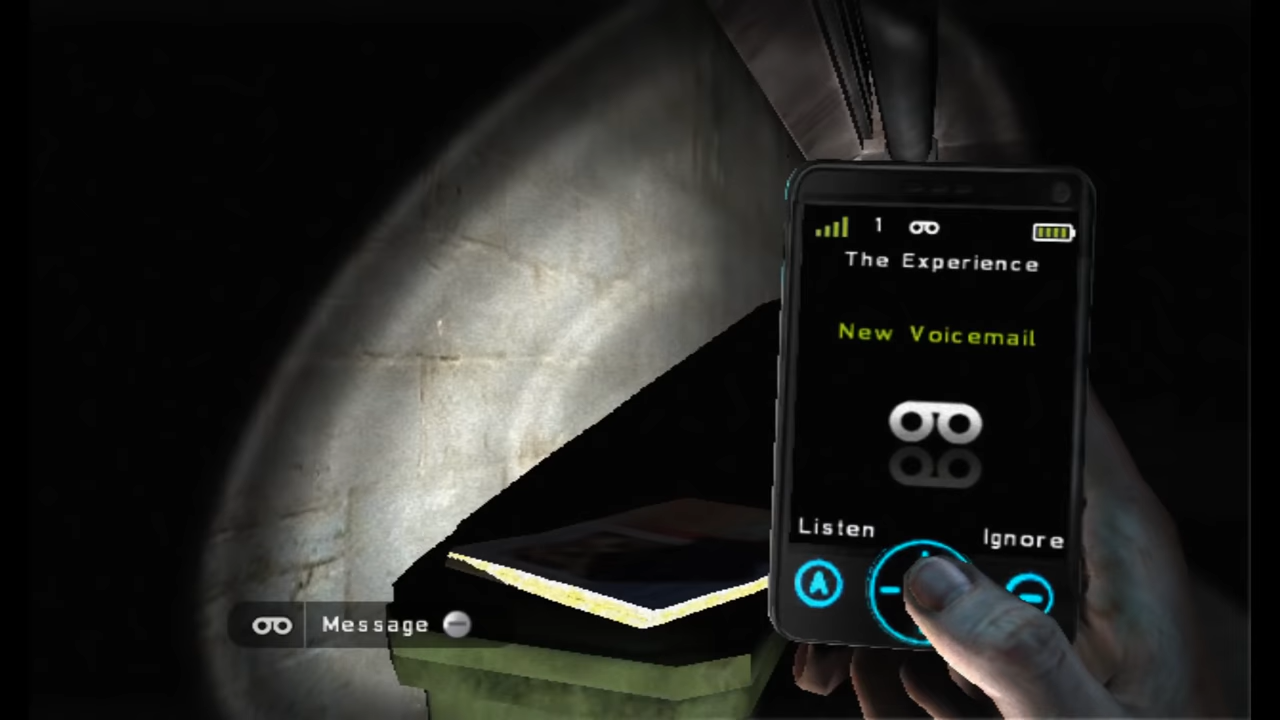 1
The Experience
New Voicemail
Listen
Ignore
A
Message